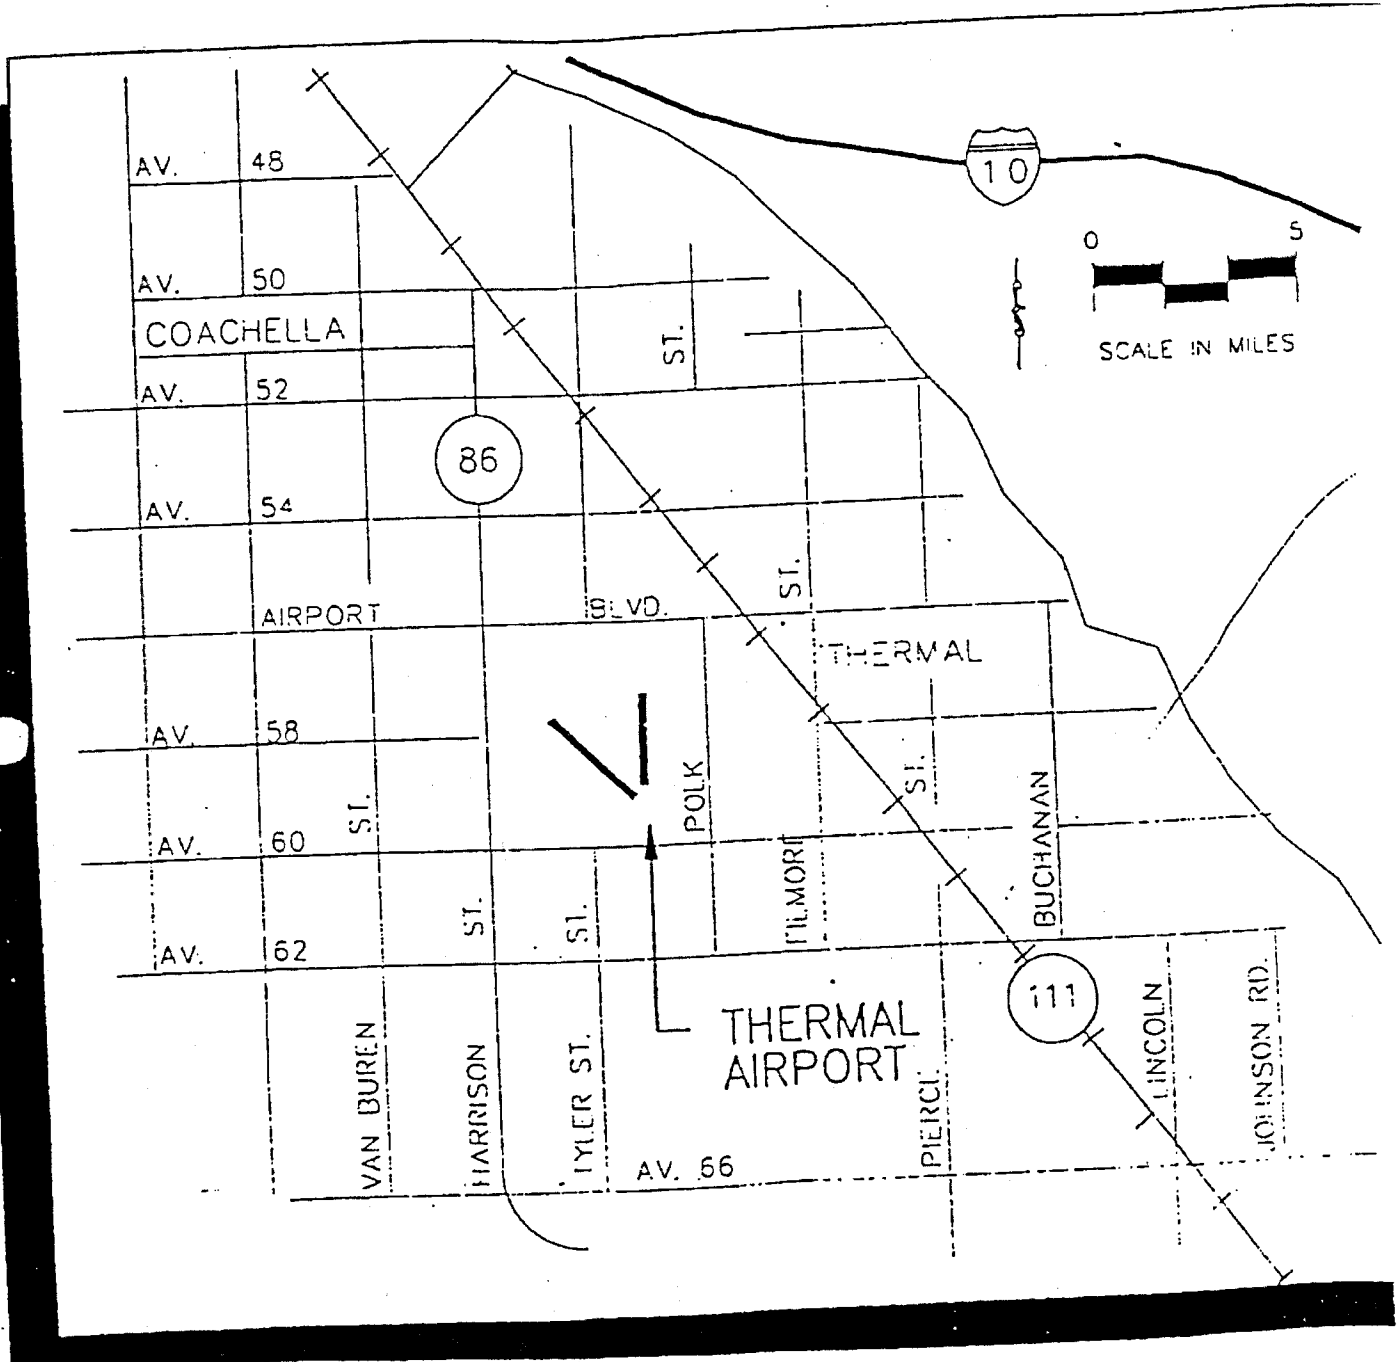 AV. 48
10
0 5
AV. 50
COACHELLA
ST.
SCALE IN MILES
AV. 52
86
AV. 54
ST.
AIRPORT BLVD.
THERMAL
AV. 58
ST.
POLK
ST.
BUCHANAN
AV. 60
FILMORE
ST.
ST.
AV. 62
111
THERMAL
AIRPORT
VAN BUREN
HARRISON
TYLER ST.
PIERCE
LINCOLN
JOHNSON RD.
AV. 66